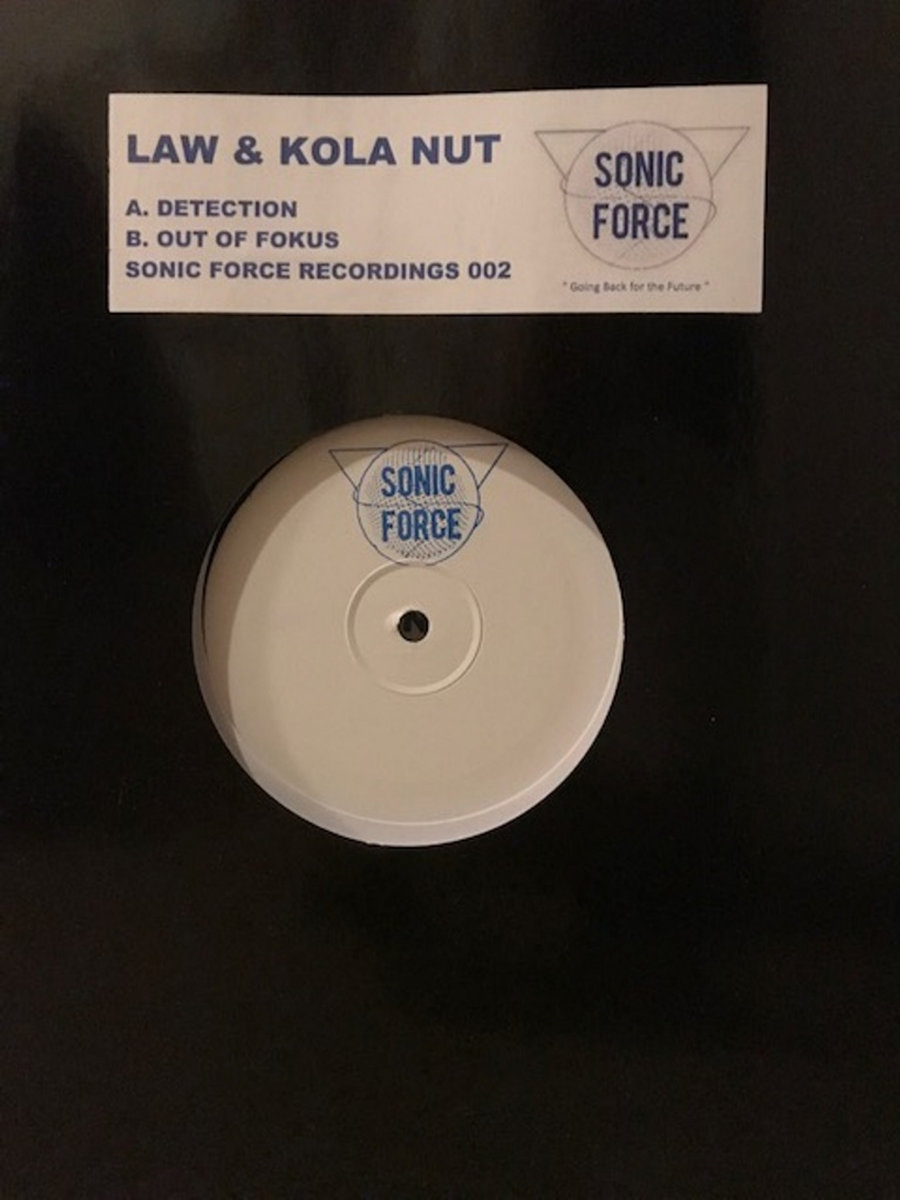 LAW & KOLA NUT
A. DETECTION
B. OUT OF FOKUS
SONIC FORCE RECORDINGS 002
SONIC
FORCE
" Going Back for the Future "
SONIC
FORCE